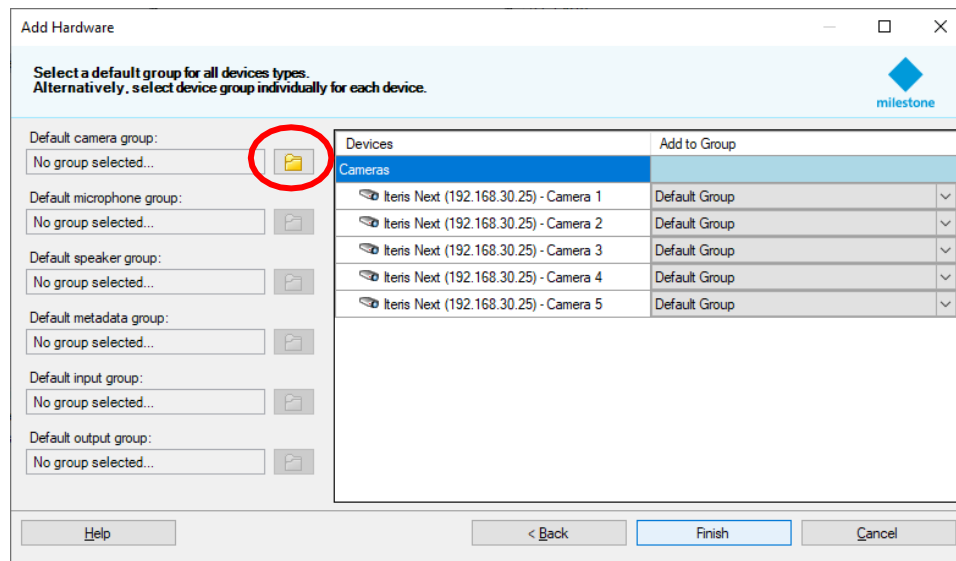 Add Hardware
Select a default group for all devices types.
Alternatively, select device group individually for each device.
milestone
Default camera group:
No group selected...
Default microphone group:
No group selected...
Default speaker group:
No group selected...
Default metadata group:
No group selected...
Default input group:
No group selected...
Default output group:
No group selected...
Devices Add to Group
Cameras
Iteris Next (192.168.30.25) - Camera 1 Default Group
Iteris Next (192.168.30.25) - Camera 2 Default Group
Iteris Next (192.168.30.25) - Camera 3 Default Group
Iteris Next (192.168.30.25) - Camera 4 Default Group
Iteris Next (192.168.30.25) - Camera 5 Default Group
Help < Back Finish Cancel